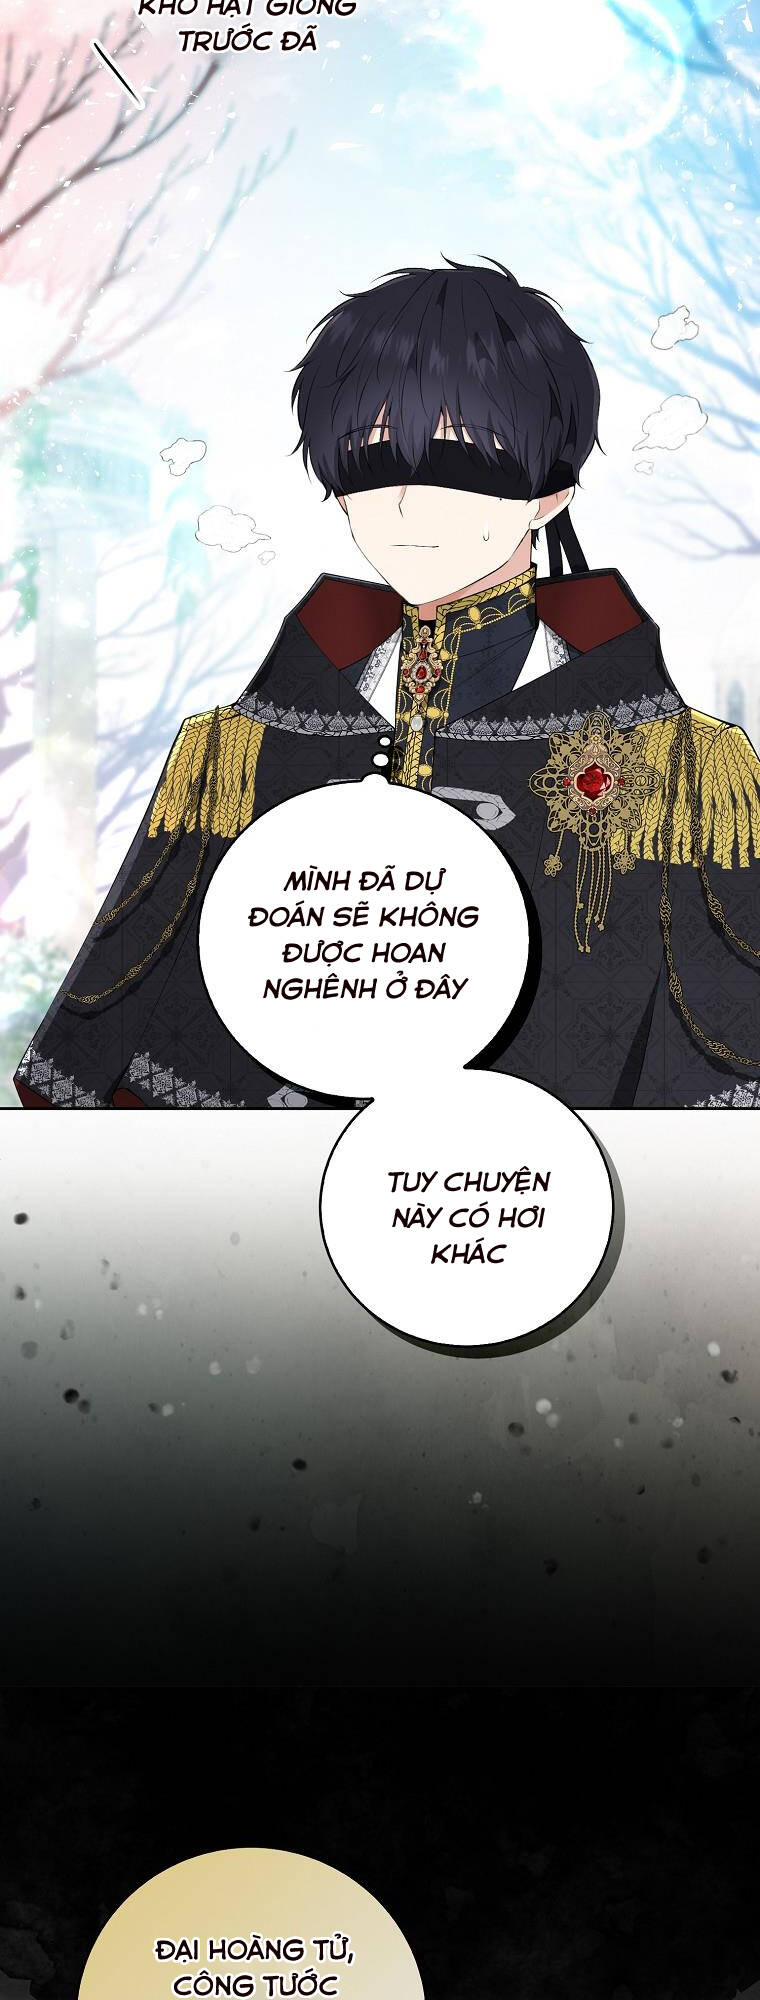 KHO HẠT GIỐNG
TRƯỚC ĐÃ
MÌNH ĐÃ DỰ
ĐOÁN SẼ KHÔNG
ĐƯỢC HOAN
NGHÊNH Ở ĐÂY
TUY CHUYỆN
NÀY CÓ HƠI
KHÁC
ĐẠI HOÀNG TỬ,
CÔNG TƯỚC